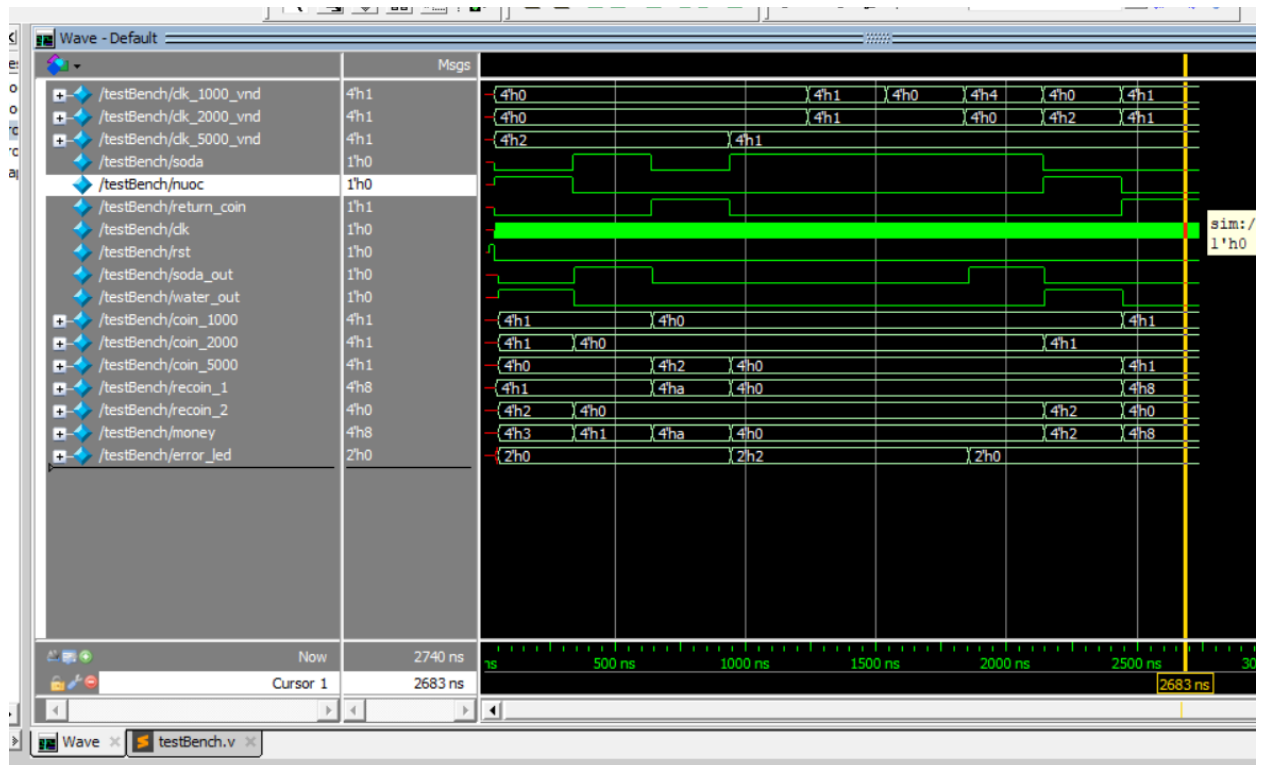 Wave - Default
Msgs
/testBench/clk_1000_vnd 4'h1 4'h0 4'h1 4'h0 4'h4 4'h0 4'h1
/testBench/clk_2000_vnd 4'h1 4'h0 4'h1 4'h0 4'h2 4'h1
/testBench/clk_5000_vnd 4'h1 4'h2 4'h1
/testBench/soda 1'h0
/testBench/nuoc 1'h0
/testBench/return_coin 1'h1
/testBench/clk 1'h0
sim:/
/testBench/rst 1'h0
1'h0
/testBench/soda_out 1'h0
/testBench/water_out 1'h0
/testBench/coin_1000 4'h1 4'h1 4'h0 4'h1
/testBench/coin_2000 4'h1 4'h1 4'h0 4'h1
/testBench/coin_5000 4'h1 4'h0 4'h2 4'h0 4'h1
/testBench/recoin_1 4'h8 4'h1 4'ha 4'h0 4'h8
/testBench/recoin_2 4'h0 4'h2 4'h0 4'h2 4'h0
/testBench/money 4'h8 4'h3 4'h1 4'ha 4'h0 4'h2 4'h8
/testBench/error_led 2'h0 2'h0 2'h2 2'h0
Now 2740 ns ns 500 ns 1000 ns 1500 ns 2000 ns 2500 ns 30
Cursor 1 2683 ns 2683 ns
Wave testBench.v